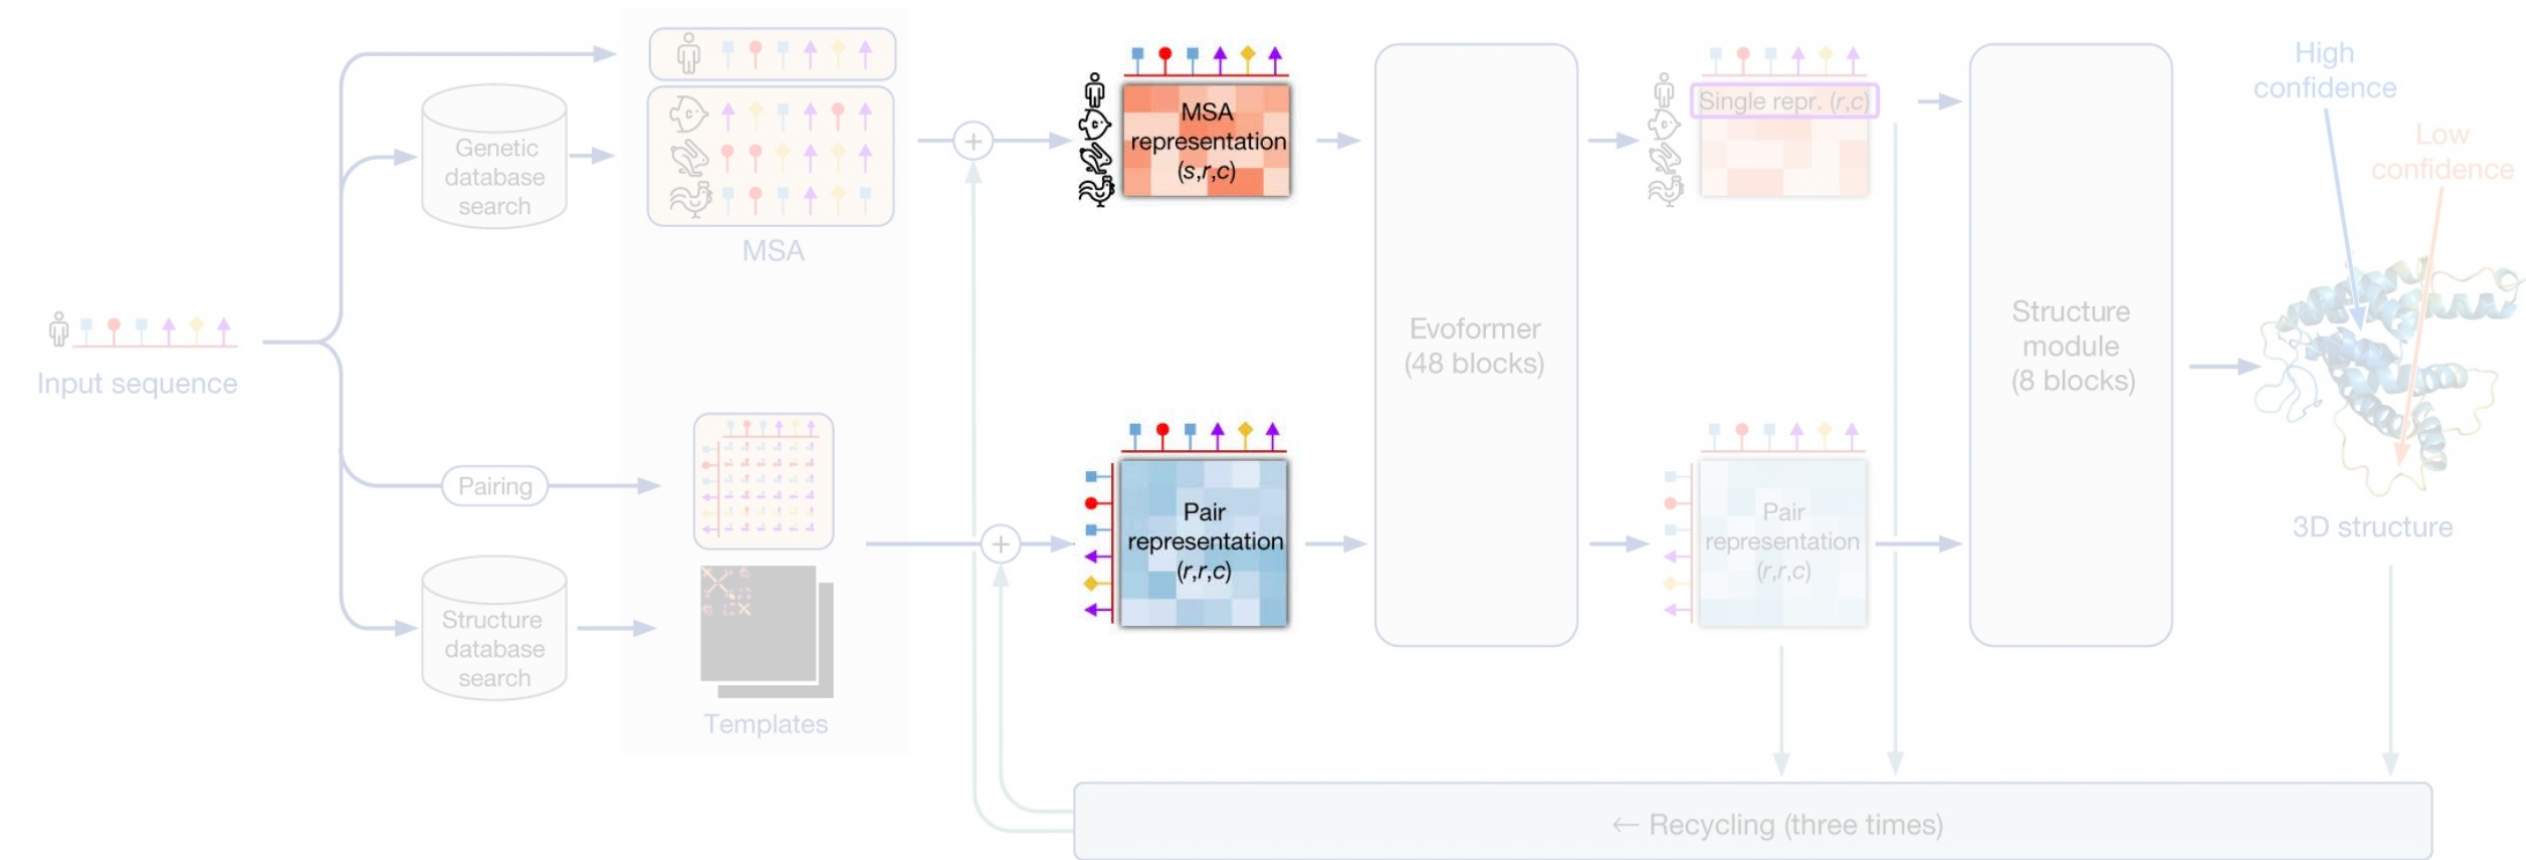 Input sequence
Genetic
database
search
Pairing
Structure
database
search
MSA
Templates
+
+
MSA
representation
(s,r,c)
Pair
representation
(r,r,c)
Evoformer
(48 blocks)
Single repr. (r,c)
Pair
representation
(r,r,c)
Structure
module
(8 blocks)
High
confidence
Low
confidence
3D structure
← Recycling (three times)